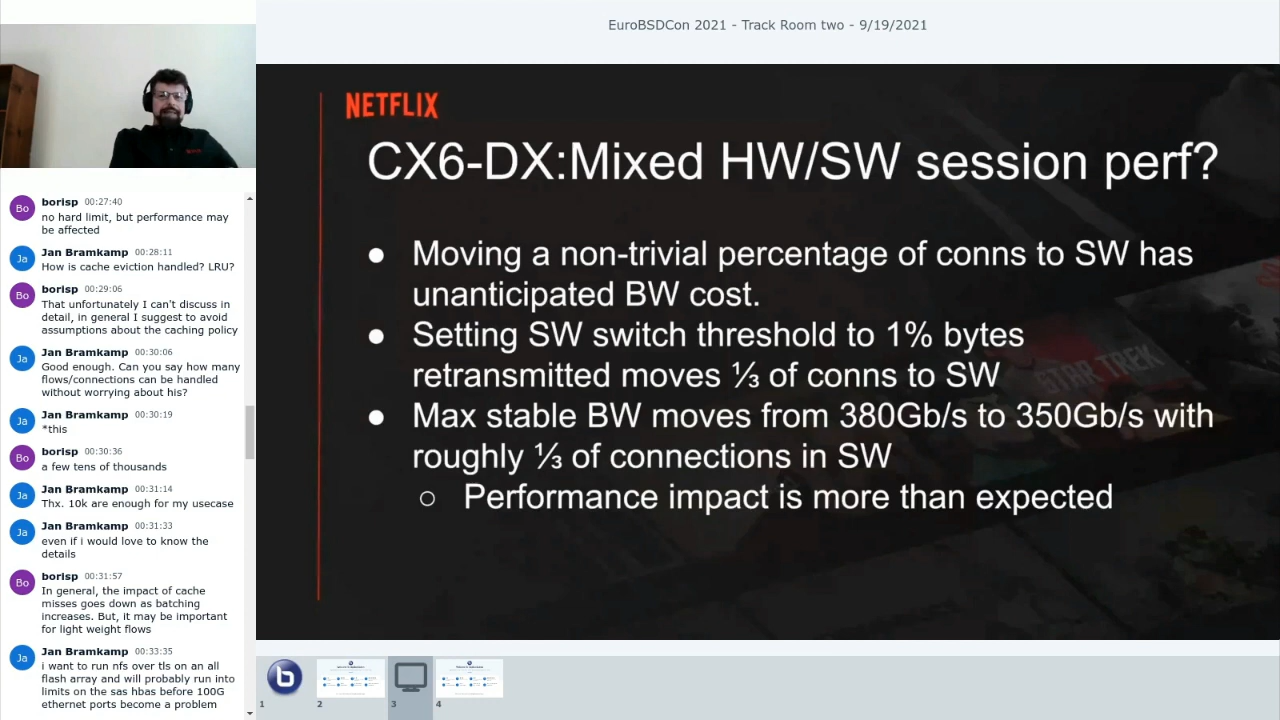 EuroBSDCon 2021 - Track Room two - 9/19/2021
NETFLIX
CX6-DX:Mixed HW/SW session perf?
● Moving a non-trivial percentage of conns to SW has
unanticipated BW cost.
● Setting SW switch threshold to 1% bytes
retransmitted moves ⅓ of conns to SW
● Max stable BW moves from 380Gb/s to 350Gb/s with
roughly ⅓ of connections in SW
○ Performance impact is more than expected
STAR TREK
Bo
borisp 00:27:40
no hard limit, but performance may
be affected
Ja
Jan Bramkamp 00:28:11
How is cache eviction handled? LRU?
Bo
borisp 00:29:06
That unfortunately I can't discuss in
detail, in general I suggest to avoid
assumptions about the caching policy
Ja
Jan Bramkamp 00:30:06
Good enough. Can you say how many
flows/connections can be handled
without worrying about his?
Ja
Jan Bramkamp 00:30:19
*this
Bo
borisp 00:30:36
a few tens of thousands
Ja
Jan Bramkamp 00:31:14
Thx. 10k are enough for my usecase
Ja
Jan Bramkamp 00:31:33
even if i would love to know the
details
Bo
borisp 00:31:57
In general, the impact of cache
misses goes down as batching
increases. But, it may be important
for light weight flows
Ja
Jan Bramkamp 00:33:35
i want to run nfs over tls on an all
flash array and will probably run into
limits on the sas hbas before 100G
ethernet ports become a problem
b
1
2
3
4